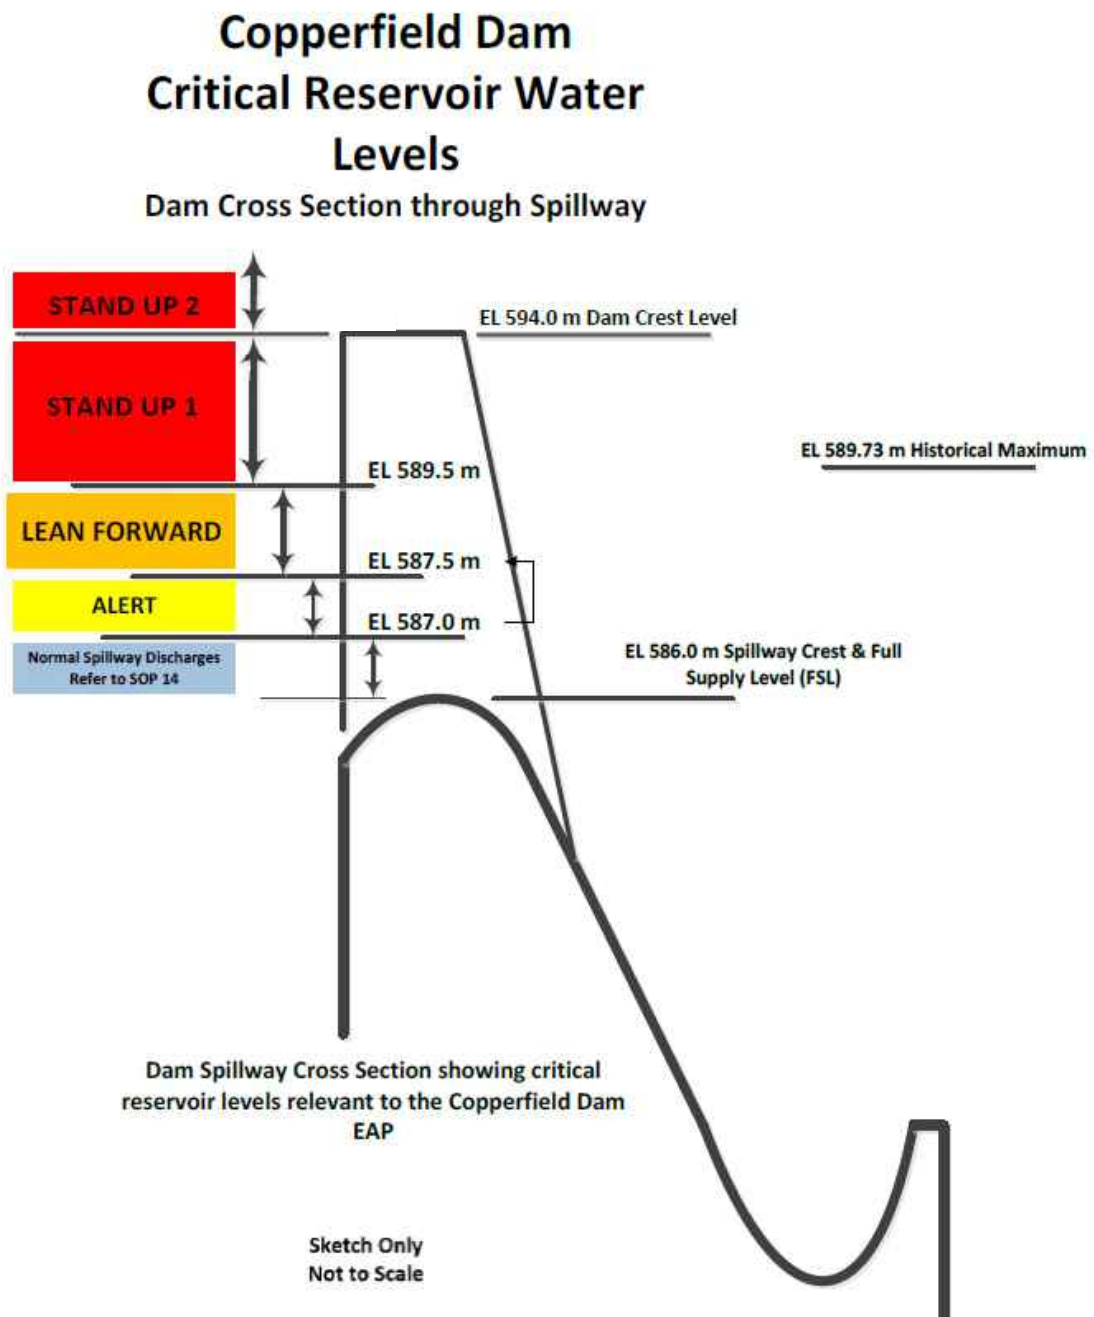 Copperfield Dam
Critical Reservoir Water
Levels
Dam Cross Section through Spillway
STAND UP 2
EL 594.0 m Dam Crest Level
STAND UP 1
EL 589.73 m Historical Maximum
EL 589.5 m
LEAN FORWARD
EL 587.5 m
ALERT
EL 587.0 m
Normal Spillway Discharges
Refer to SOP 14
EL 586.0 m Spillway Crest & Full
Supply Level (FSL)
Dam Spillway Cross Section showing critical
reservoir levels relevant to the Copperfield Dam
EAP
Sketch Only
Not to Scale